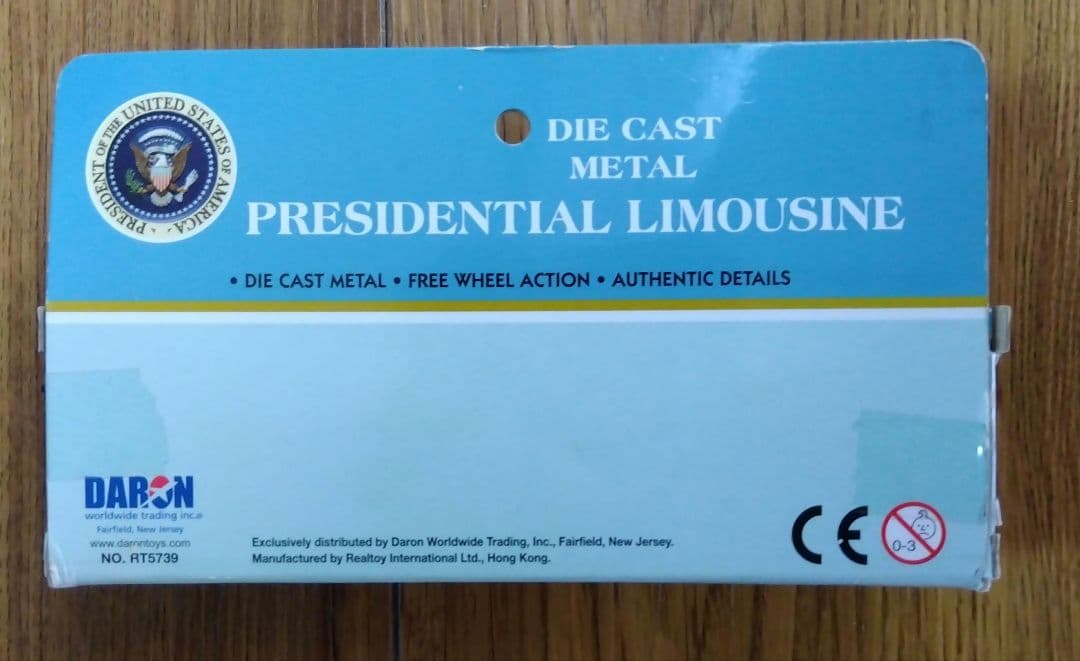 PRESIDENT OF THE UNITED STATES OF AMERICA
DIE CAST
METAL
PRESIDENTIAL LIMOUSINE
• DIE CAST METAL • FREE WHEEL ACTION • AUTHENTIC DETAILS
DARON
worldwide trading inc.®
Fairfield, New Jersey
www.darontoys.com
NO. RT5739
Exclusively distributed by Daron Worldwide Trading, Inc., Fairfield, New Jersey.
Manufactured by Realtoy International Ltd., Hong Kong.
CE
0-3